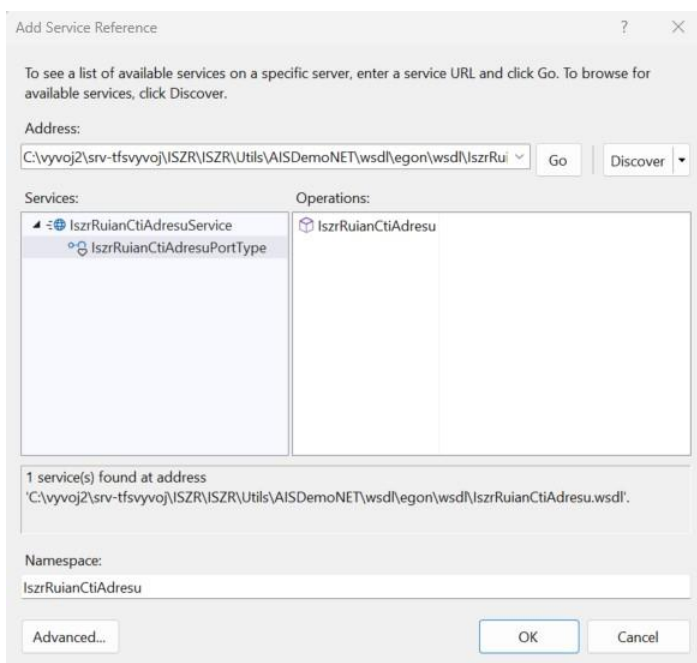 Add Service Reference
To see a list of available services on a specific server, enter a service URL and click Go. To browse for
available services, click Discover.
Address:
C:\vyvoj2\srv-tfsvyvoj\ISZR\ISZR\Utils\AISDemoNET\wsdl\egon\wsdl\IszrRui
Go
Discover
Services:
Operations:
IszrRuianCtiAdresuService
IszrRuianCtiAdresuPortType
IszrRuianCtiAdresu
1 service(s) found at address
'C:\vyvoj2\srv-tfsvyvoj\ISZR\ISZR\Utils\AISDemoNET\wsdl\egon\wsdl\IszrRuianCtiAdresu.wsdl'.
Namespace:
IszrRuianCtiAdresu
Advanced...
OK
Cancel